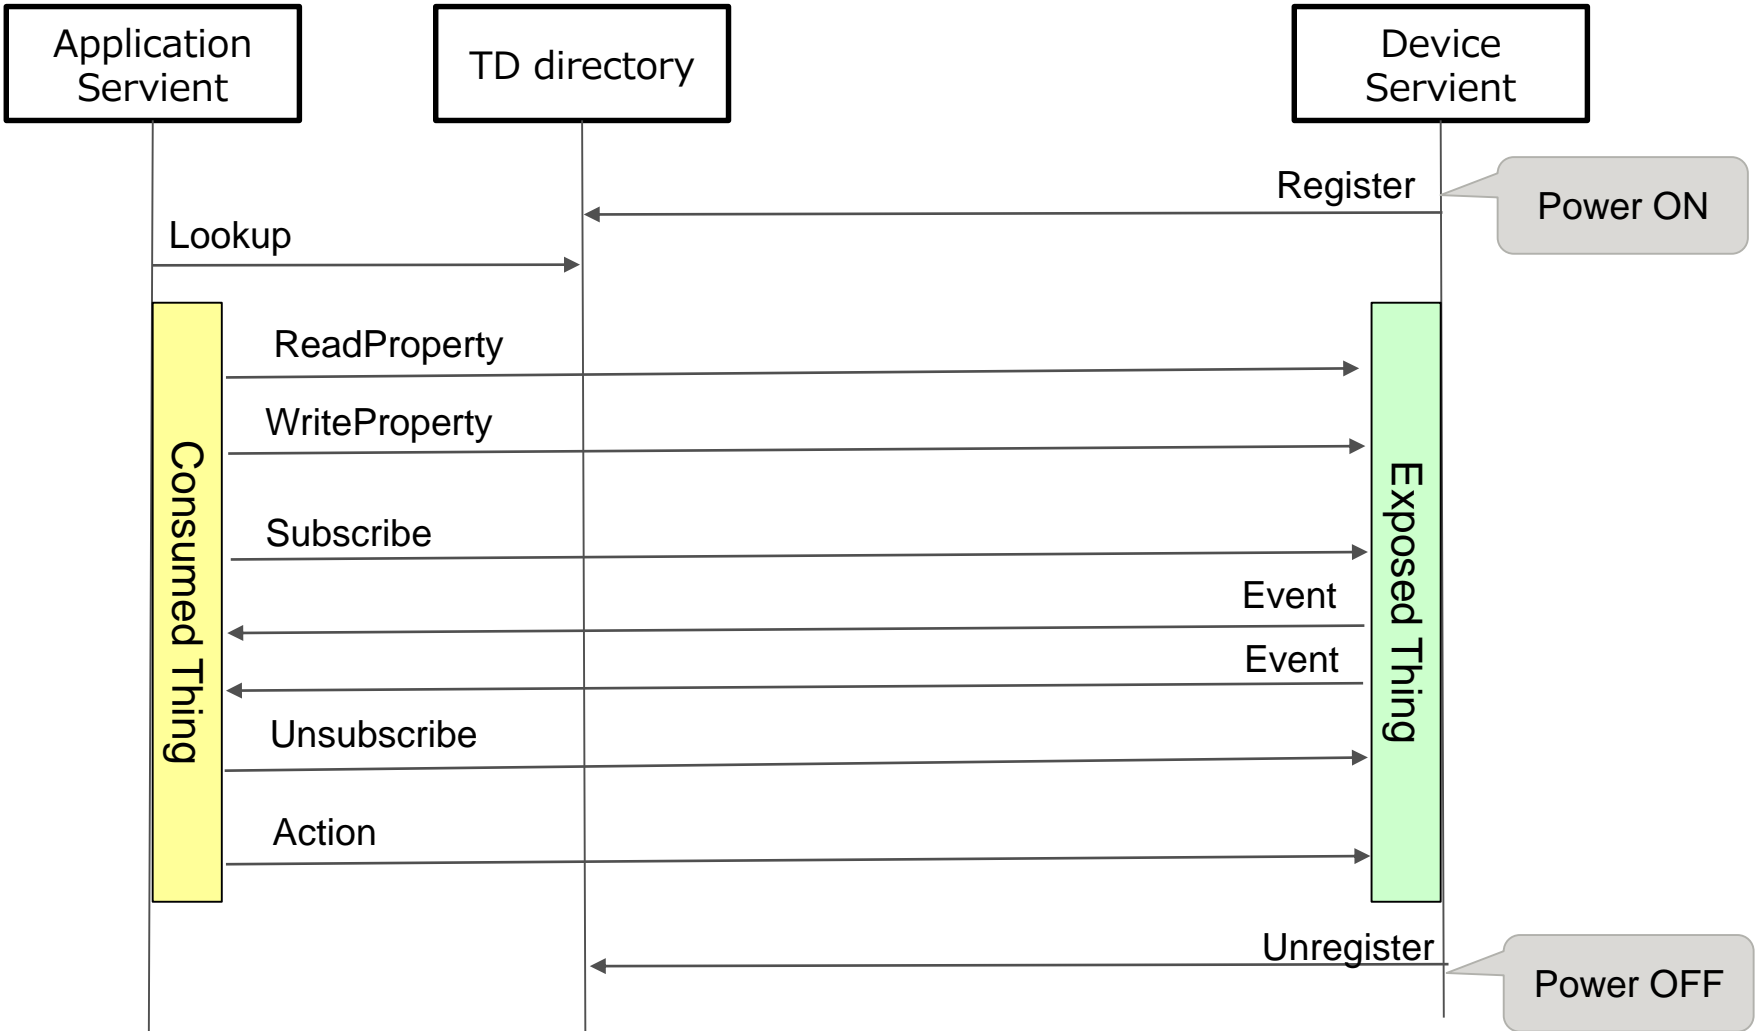 Application
Servient
TD directory
Device
Servient
Register
Power ON
Lookup
ReadProperty
WriteProperty
Subscribe
Event
Event
Unsubscribe
Action
Consumed Thing
Exposed Thing
Unregister
Power OFF